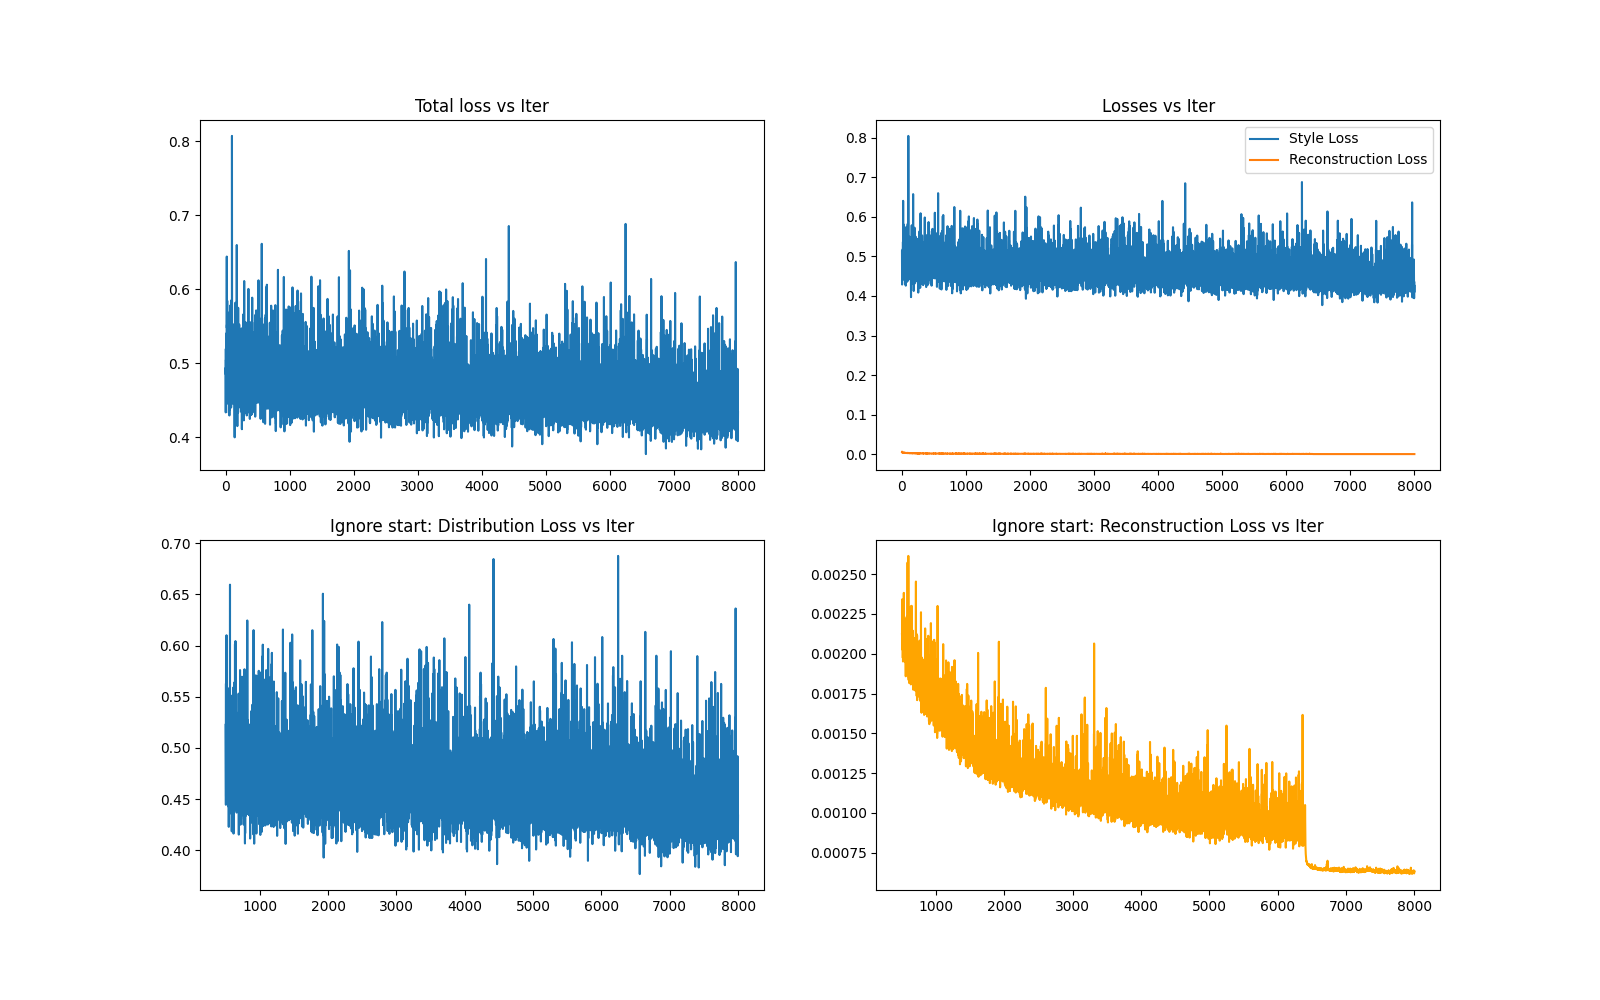 Total loss vs Iter
0.8
0.7
0.6
0.5
0.4
0 1000 2000 3000 4000 5000 6000 7000 8000
Losses vs Iter
Style Loss
Reconstruction Loss
0.8
0.7
0.6
0.5
0.4
0.3
0.2
0.1
0.0
0 1000 2000 3000 4000 5000 6000 7000 8000
Ignore start: Distribution Loss vs Iter
0.70
0.65
0.60
0.55
0.50
0.45
0.40
1000 2000 3000 4000 5000 6000 7000 8000
Ignore start: Reconstruction Loss vs Iter
0.00250
0.00225
0.00200
0.00175
0.00150
0.00125
0.00100
0.00075
1000 2000 3000 4000 5000 6000 7000 8000